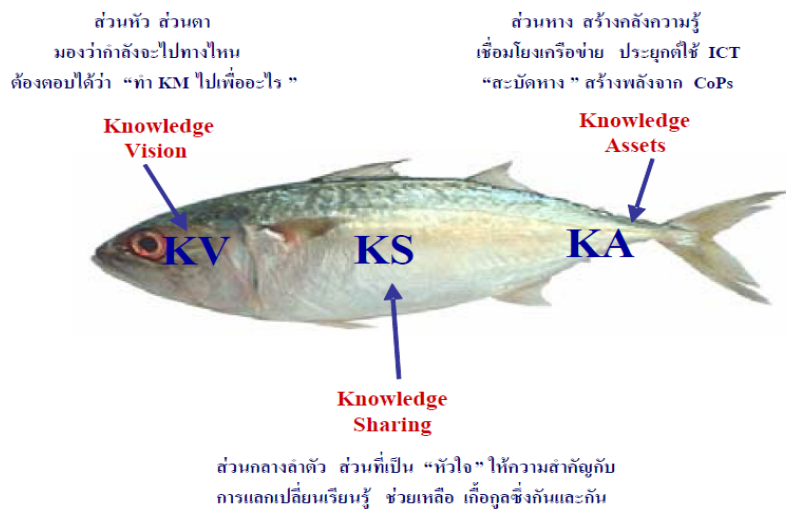 ส่วนหัว ส่วนตา
มองว่ากำลังจะไปทางไหน
ต้องตอบได้ว่า “ทำ KM ไปเพื่ออะไร ”
ส่วนหาง สร้างคลังความรู้
เชื่อมโยงเครือข่าย ประยุกต์ใช้ ICT
“สะบัดหาง ” สร้างพลังจาก CoPs
Knowledge
Vision
Knowledge
Assets
KV
KS
KA
Knowledge
Sharing
ส่วนกลางลำตัว ส่วนที่เป็น “หัวใจ” ให้ความสำคัญกับ
การแลกเปลี่ยนเรียนรู้ ช่วยเหลือ เกื้อกูลซึ่งกันและกัน